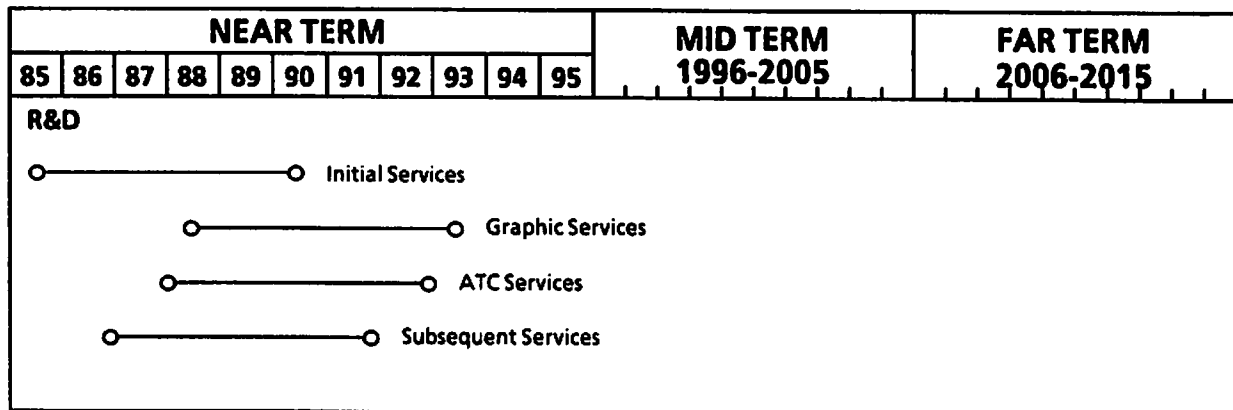 NEAR TERM
85 86 87 88 89 90 91 92 93 94 95
MID TERM
1996-2005
FAR TERM
2006-2015
R&D
Initial Services
Graphic Services
ATC Services
Subsequent Services